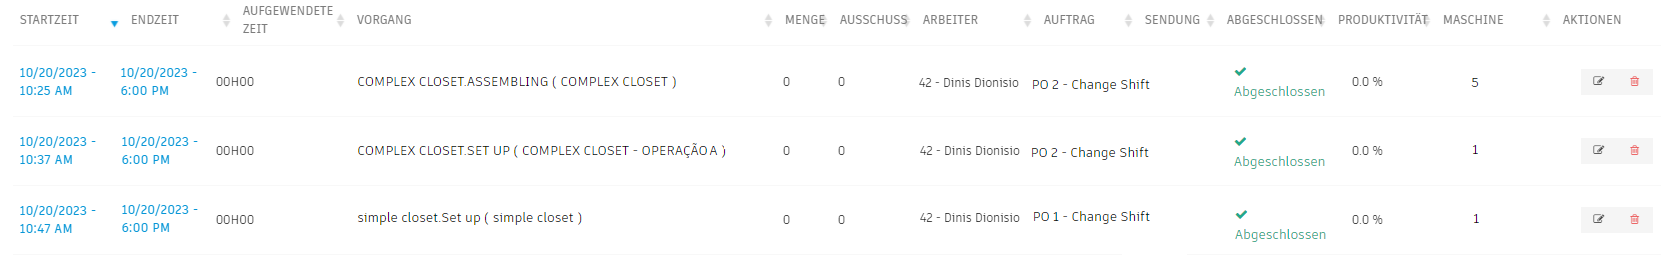 STARTZEIT ENDZEIT AUFGEWENDETE ZEIT VORGANG MENGE AUSSCHUSS ARBEITER AUFTRAG SENDUNG ABGESCHLOSSEN PRODUKTIVITÄT MASCHINE AKTIONEN
10/20/2023 - 10:25 AM 10/20/2023 - 6:00 PM 00H00 COMPLEX CLOSET.ASSEMBLING ( COMPLEX CLOSET ) 0 0 42 - Dinis Dionisio PO 2 - Change Shift Abgeschlossen 0.0 % 5
10/20/2023 - 10:37 AM 10/20/2023 - 6:00 PM 00H00 COMPLEX CLOSET.SET UP ( COMPLEX CLOSET - OPERAÇÃO A ) 0 0 42 - Dinis Dionisio PO 2 - Change Shift Abgeschlossen 0.0 % 1
10/20/2023 - 10:47 AM 10/20/2023 - 6:00 PM 00H00 simple closet.Set up ( simple closet ) 0 0 42 - Dinis Dionisio PO 1 - Change Shift Abgeschlossen 0.0 % 1